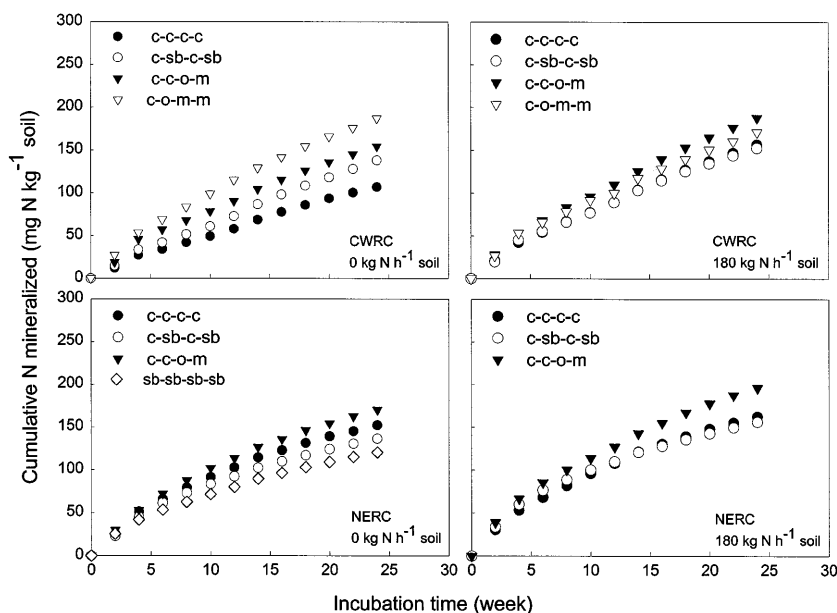 300
250
200
150
100
50
0
c-c-c-c
c-sb-c-sb
c-c-o-m
c-o-m-m
CWRC
0 kg N h⁻¹ soil
c-c-c-c
c-sb-c-sb
c-c-o-m
c-o-m-m
CWRC
180 kg N h⁻¹ soil
300
250
200
150
100
50
0
c-c-c-c
c-sb-c-sb
c-c-o-m
sb-sb-sb-sb
NERC
0 kg N h⁻¹ soil
c-c-c-c
c-sb-c-sb
c-c-o-m
NERC
180 kg N h⁻¹ soil
0 5 10 15 20 25 30
0 5 10 15 20 25 30
Cumulative N mineralized (mg N kg⁻¹ soil)
Incubation time (week)